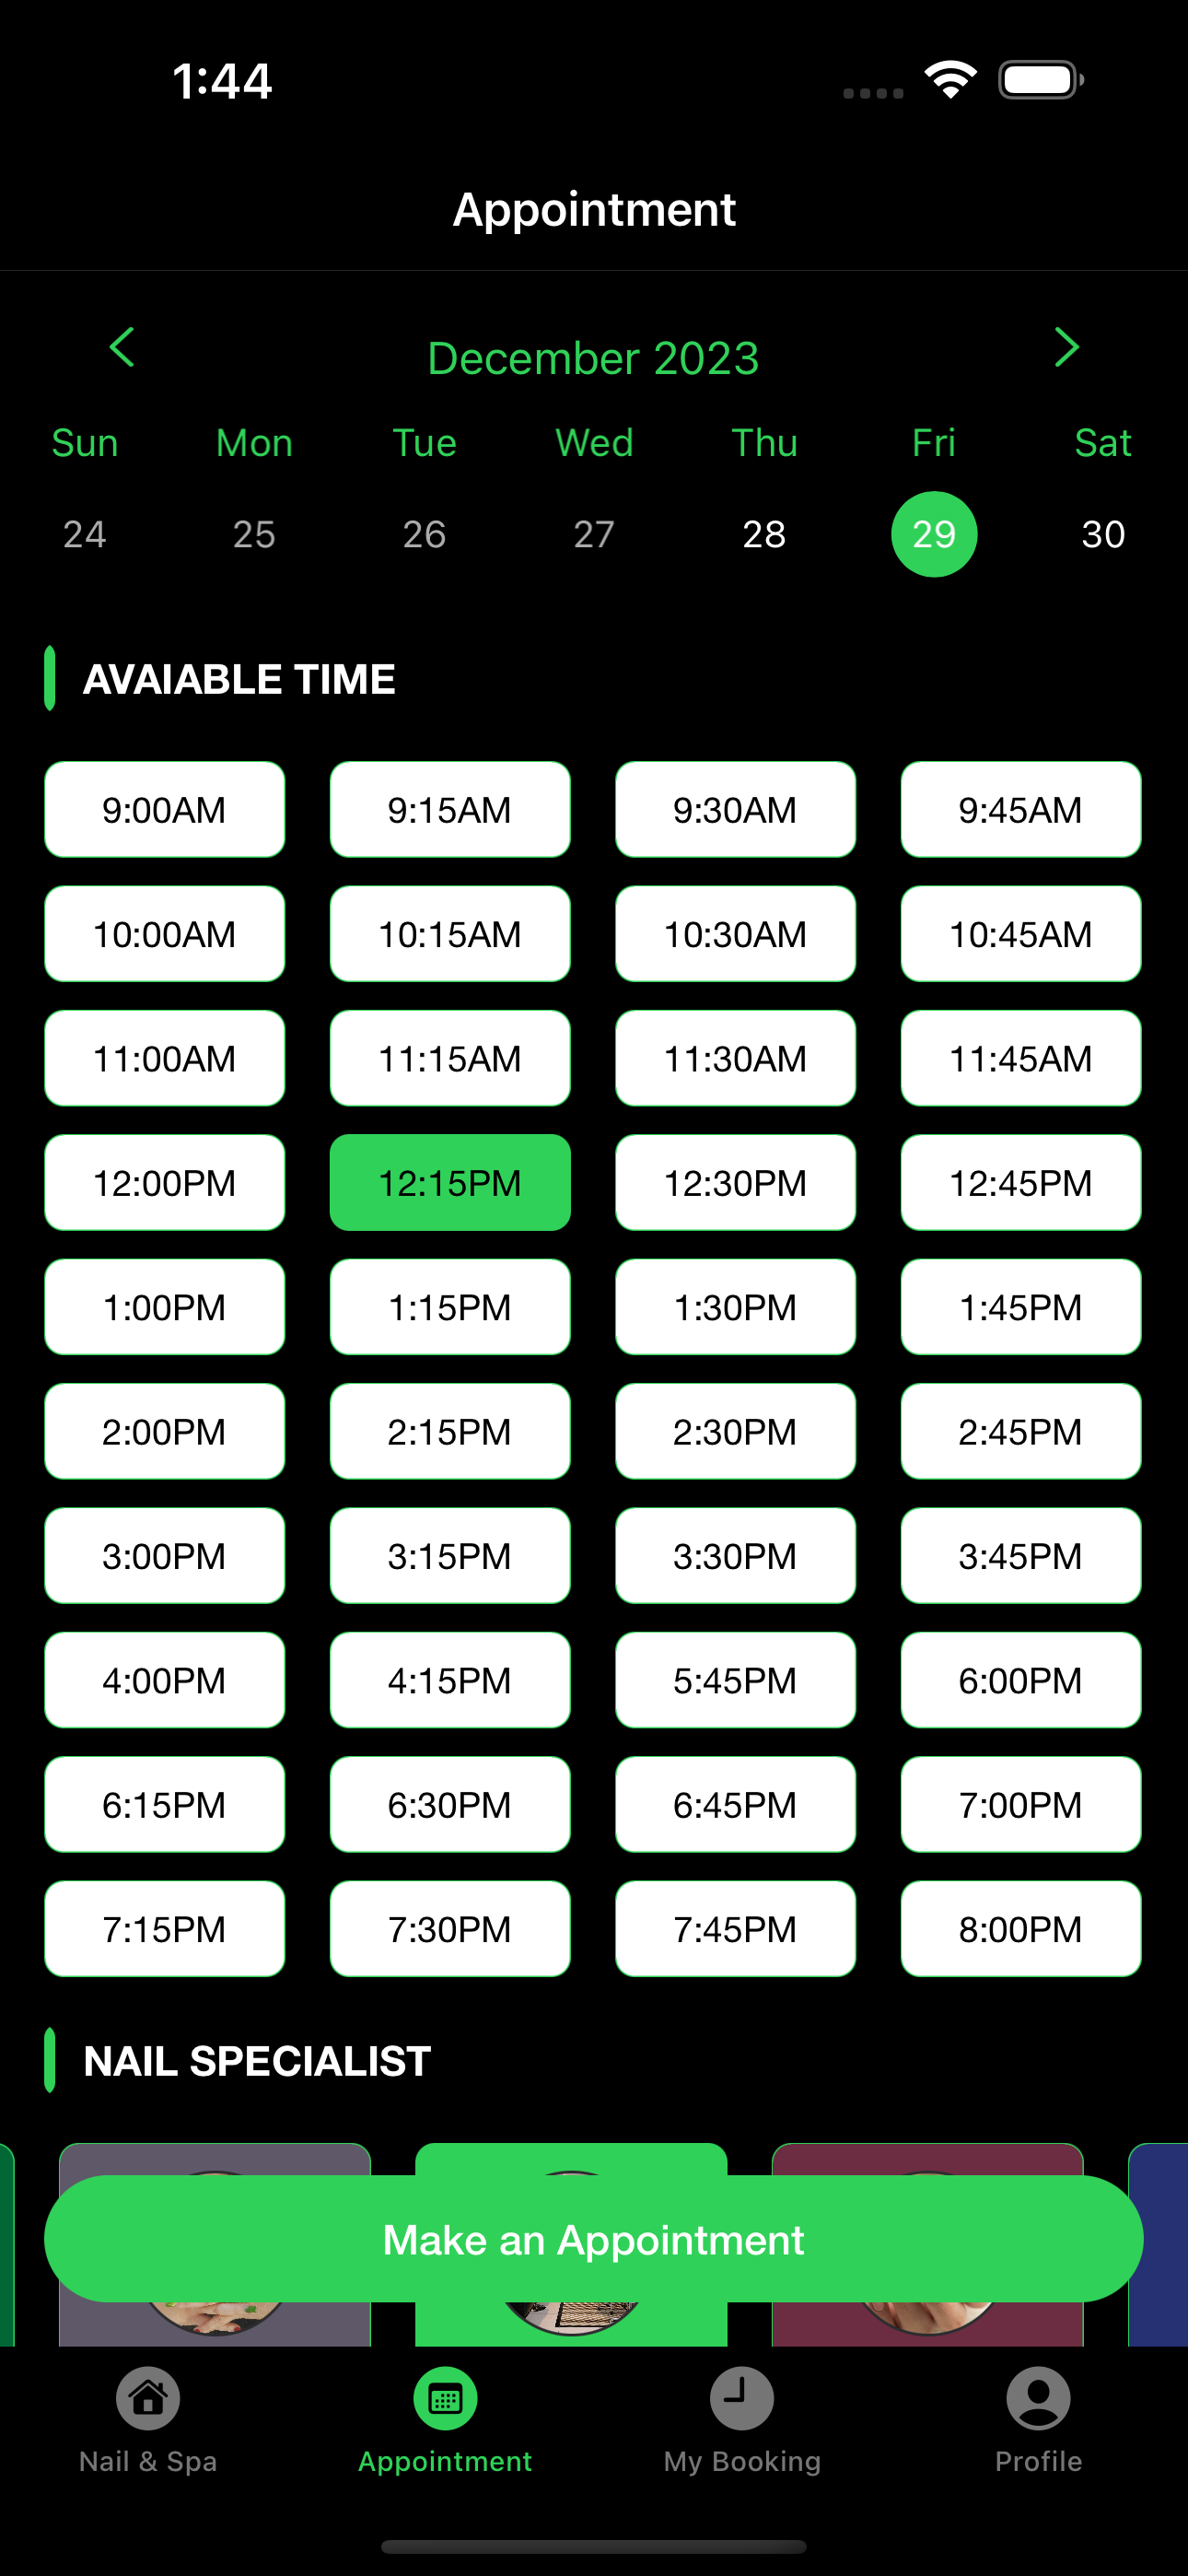 1:44
Appointment
December 2023
Sun Mon Tue Wed Thu Fri Sat
24 25 26 27 28 29 30
AVAIABLE TIME
9:00AM 9:15AM 9:30AM 9:45AM
10:00AM 10:15AM 10:30AM 10:45AM
11:00AM 11:15AM 11:30AM 11:45AM
12:00PM 12:15PM 12:30PM 12:45PM
1:00PM 1:15PM 1:30PM 1:45PM
2:00PM 2:15PM 2:30PM 2:45PM
3:00PM 3:15PM 3:30PM 3:45PM
4:00PM 4:15PM 5:45PM 6:00PM
6:15PM 6:30PM 6:45PM 7:00PM
7:15PM 7:30PM 7:45PM 8:00PM
NAIL SPECIALIST
Make an Appointment
Nail & Spa Appointment My Booking Profile